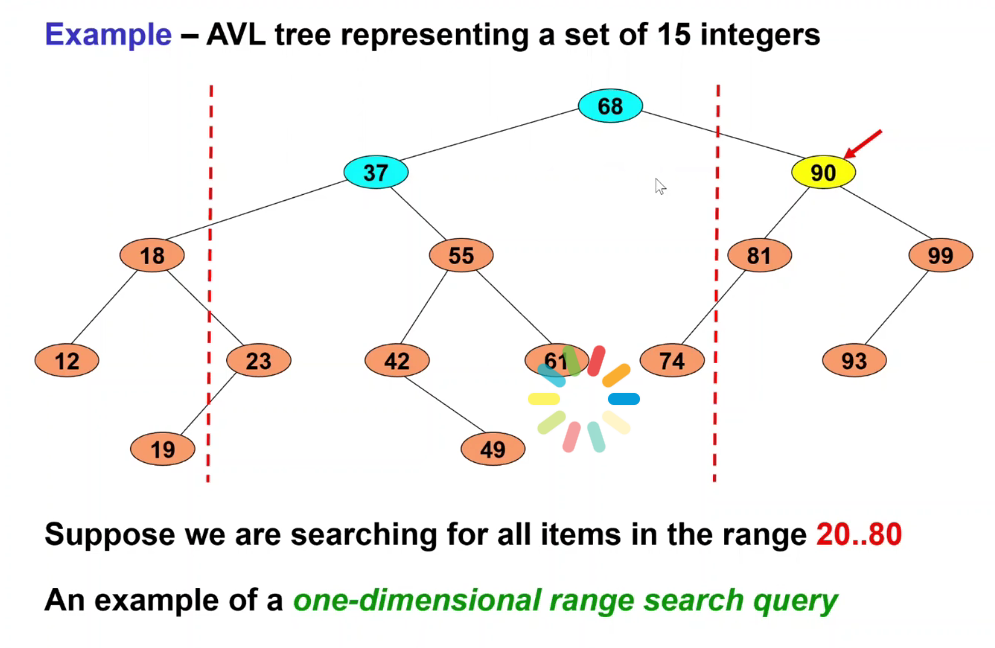 Example – AVL tree representing a set of 15 integers
68
37 90
18 55 81 99
12 23 42 61 74 93
19 49
Suppose we are searching for all items in the range 20..80
An example of a one-dimensional range search query